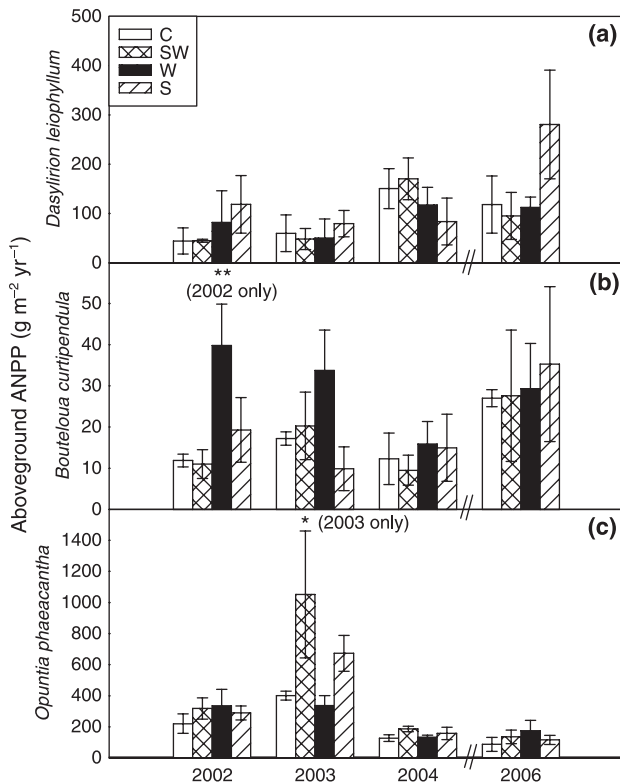 Aboveground ANPP (g m⁻² yr⁻¹)
Dasylirion leiophyllum
500
400
300
200
100
0
C
SW
W
S
(a)
Bouteloua curtipendula
50
40
30
20
10
0
**
(2002 only)
(b)
Opuntia phaeacantha
1400
1200
1000
800
600
400
200
0
* (2003 only)
(c)
2002 2003 2004 2006